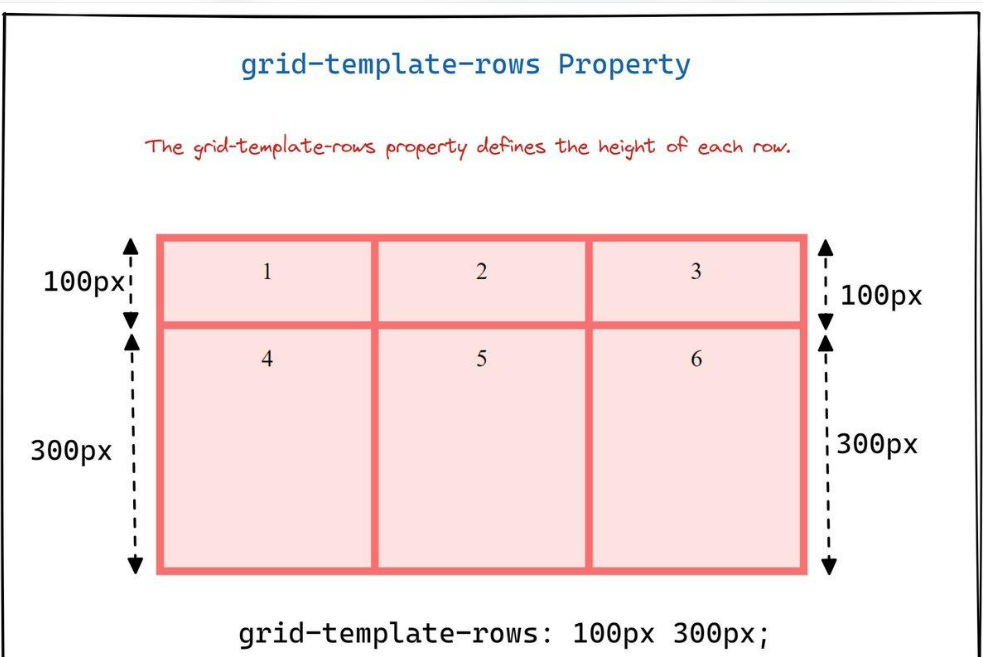 grid-template-rows Property
The grid-template-rows property defines the height of each row.
1 2 3
100px 100px
4 5 6
300px 300px
grid-template-rows: 100px 300px;